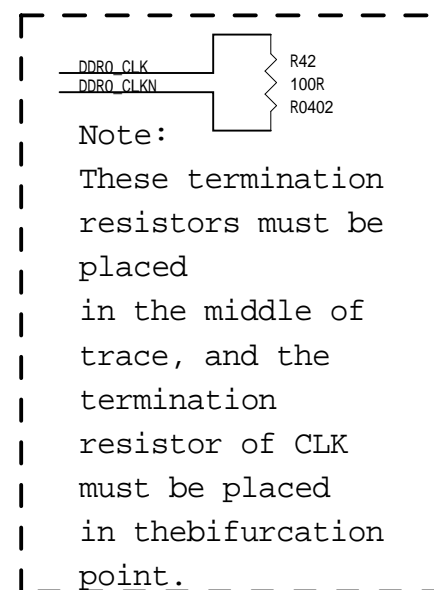 DDR0_CLK
DDR0_CLKN
R42
100R
R0402
Note:
These termination
resistors must be
placed
in the middle of
trace, and the
termination
resistor of CLK
must be placed
in thebifurcation
point.